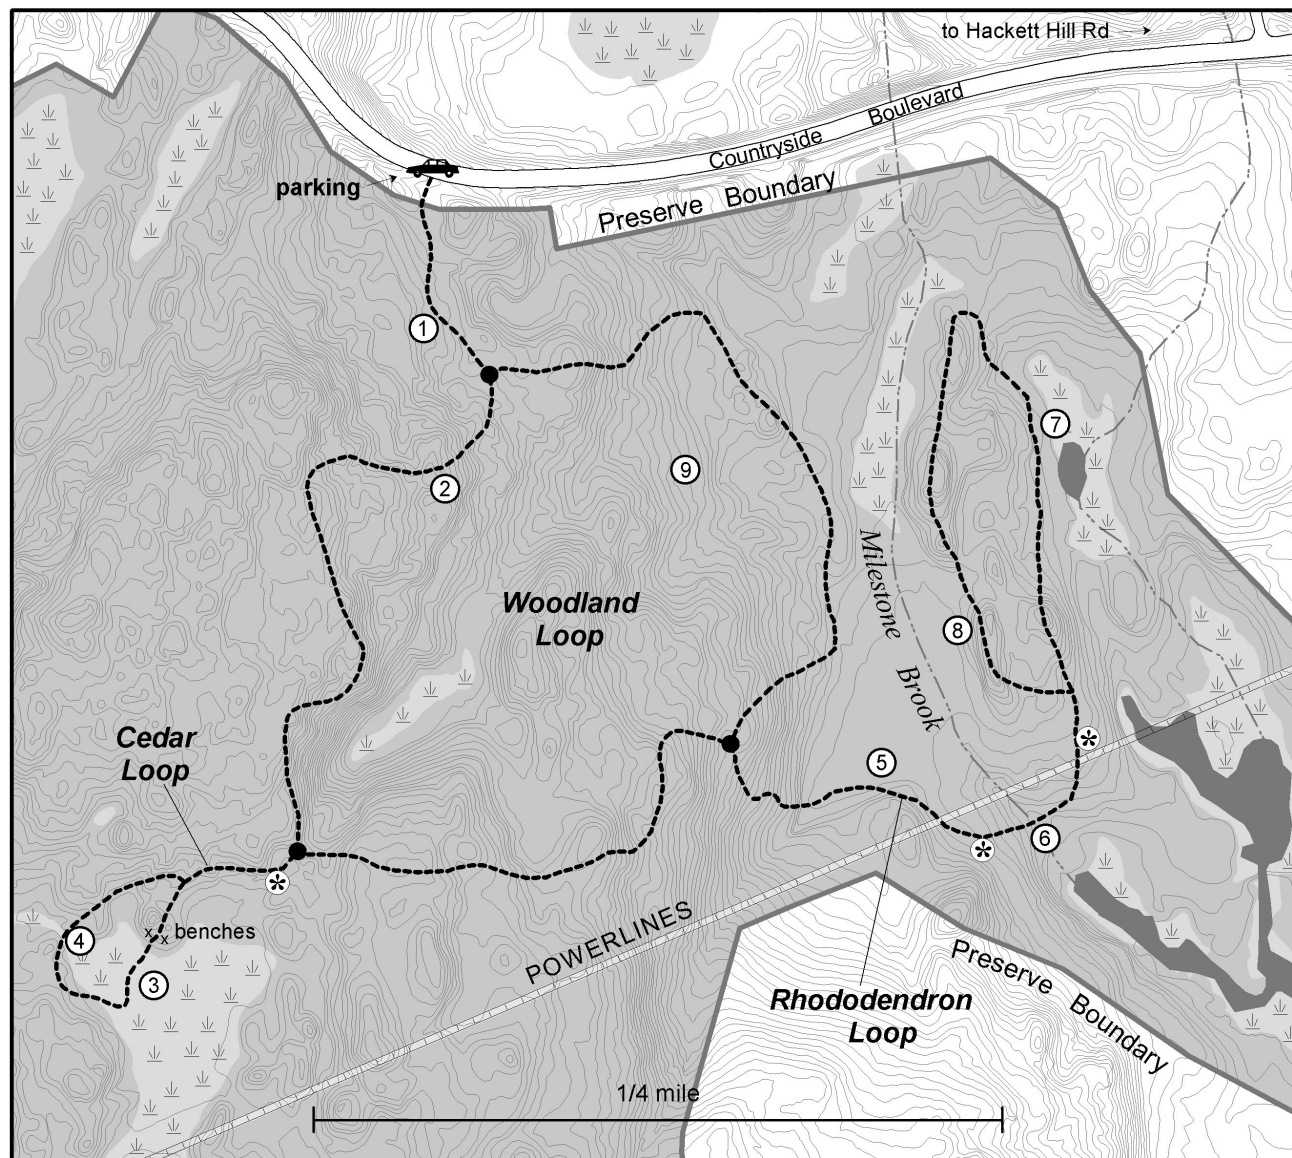 to Hackett Hill Rd
Countryside Boulevard
parking
Preserve Boundary
1
2
9
7
Woodland
Loop
8
Milestone Brook
Cedar
Loop
*
5
*
6
*
benches
x x
4
3
POWERLINES
Preserve Boundary
Rhododendron
Loop
1/4 mile